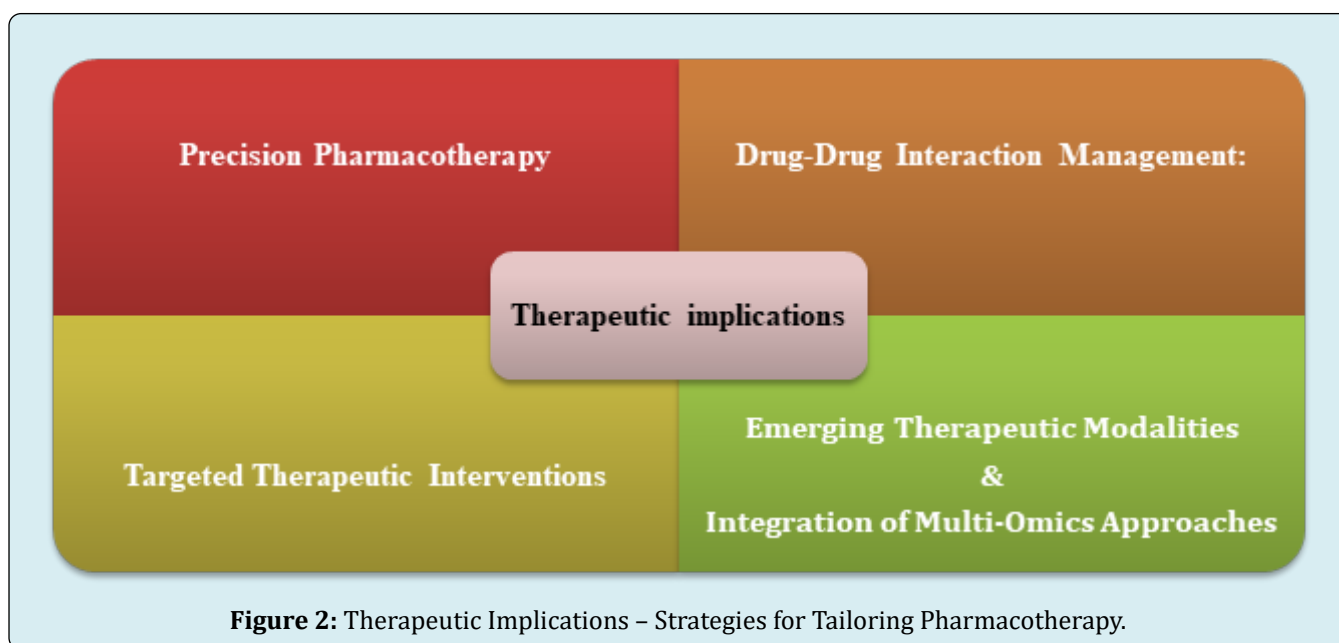 Precision Pharmacotherapy
Drug-Drug Interaction Management:
Therapeutic implications
Targeted Therapeutic Interventions
Emerging Therapeutic Modalities
&
Integration of Multi-Omics Approaches
Figure 2: Therapeutic Implications – Strategies for Tailoring Pharmacotherapy.